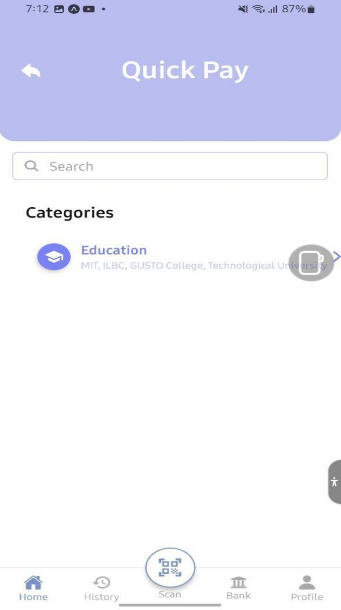 7:12 87%
Quick Pay
Search
Categories
Education
MIT, ILBC, GUSTO College, Technological University
Home History Scan Bank Profile